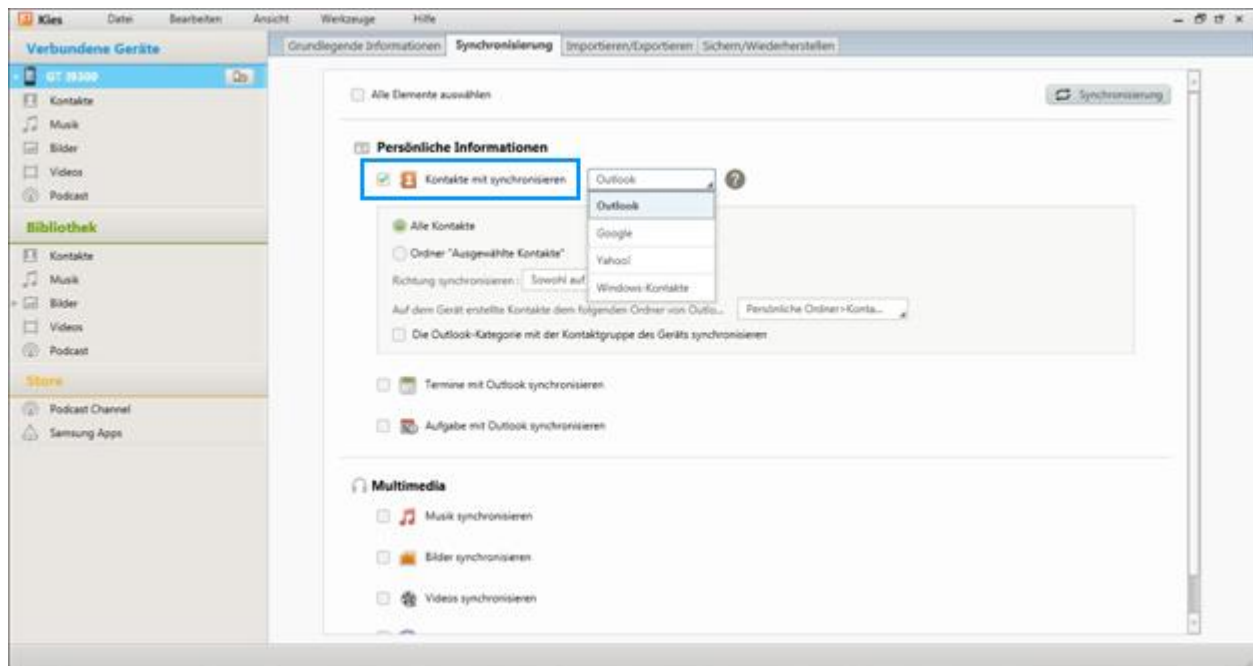 Kies Datei Bearbeiten Ansicht Werkzeuge Hilfe
Verbundene Geräte
Grundlegende Informationen Synchronisierung Importieren/Exportieren Sichern/Wiederherstellen
GT I9300
Kontakte
Musik
Bilder
Videos
Podcast
Bibliothek
Kontakte
Musik
Bilder
Videos
Podcast
Store
Podcast Channel
Samsung Apps
Alle Elemente auswählen
Synchronisierung
Persönliche Informationen
Kontakte mit synchronisieren Outlook ?
Outlook
Google
Yahoo!
Windows-Kontakte
Alle Kontakte
Ordner "Ausgewählte Kontakte"
Richtung synchronisieren : Sowohl auf
Auf dem Gerät erstellte Kontakte dem folgenden Ordner von Outlo... Persönliche Ordner>Konta...
Die Outlook-Kategorie mit der Kontaktgruppe des Geräts synchronisieren
Termine mit Outlook synchronisieren
Aufgabe mit Outlook synchronisieren
Multimedia
Musik synchronisieren
Bilder synchronisieren
Videos synchronisieren